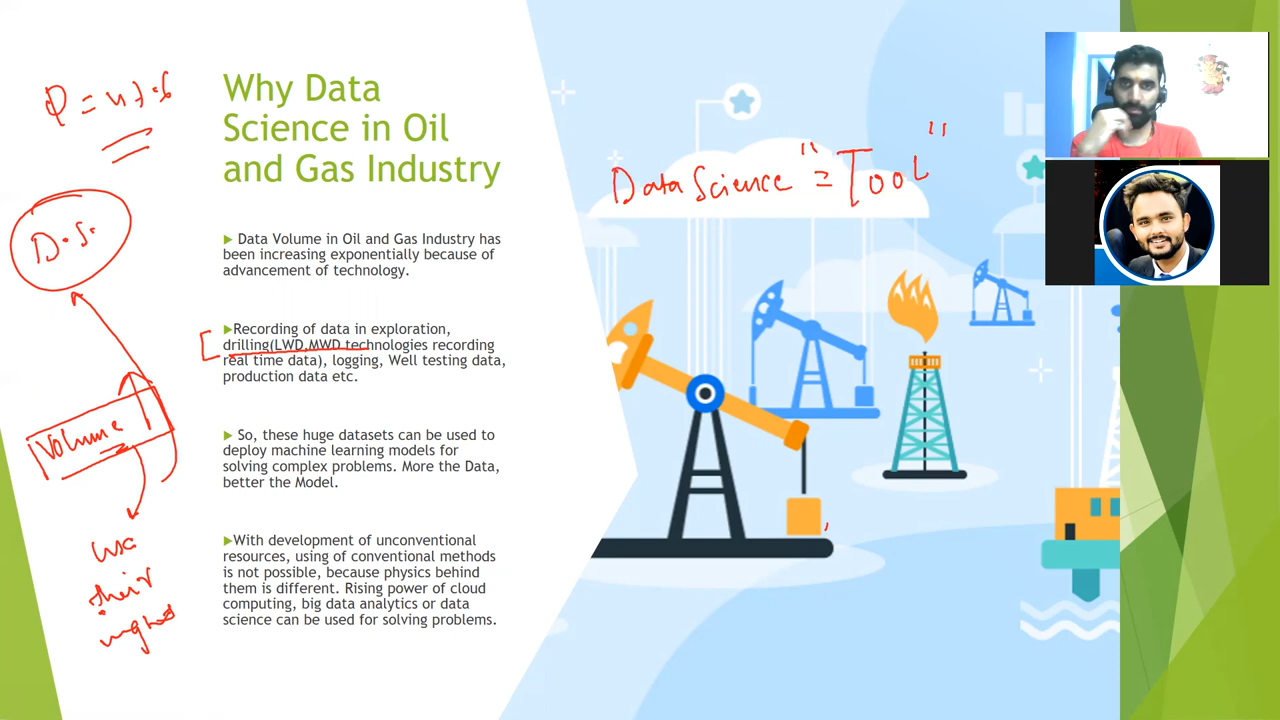 Why Data
Science in Oil
and Gas Industry
Data Volume in Oil and Gas Industry has
been increasing exponentially because of
advancement of technology.
Recording of data in exploration,
drilling(LWD,MWD technologies recording
real time data), logging, Well testing data,
production data etc.
So, these huge datasets can be used to
deploy machine learning models for
solving complex problems. More the Data,
better the Model.
With development of unconventional
resources, using of conventional methods
is not possible, because physics behind
them is different. Rising power of cloud
computing, big data analytics or data
science can be used for solving problems.
D.S.
Volume
use
their
Data Science = "TOOL"